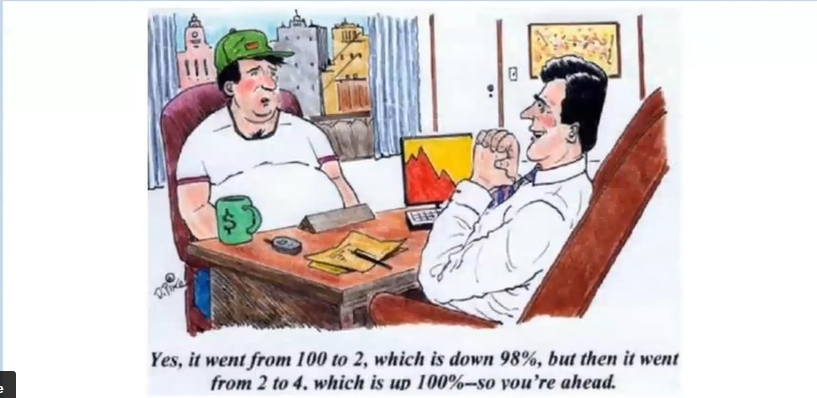 $
D. Pike
Yes, it went from 100 to 2, which is down 98%, but then it went
from 2 to 4, which is up 100%--so you're ahead.
e